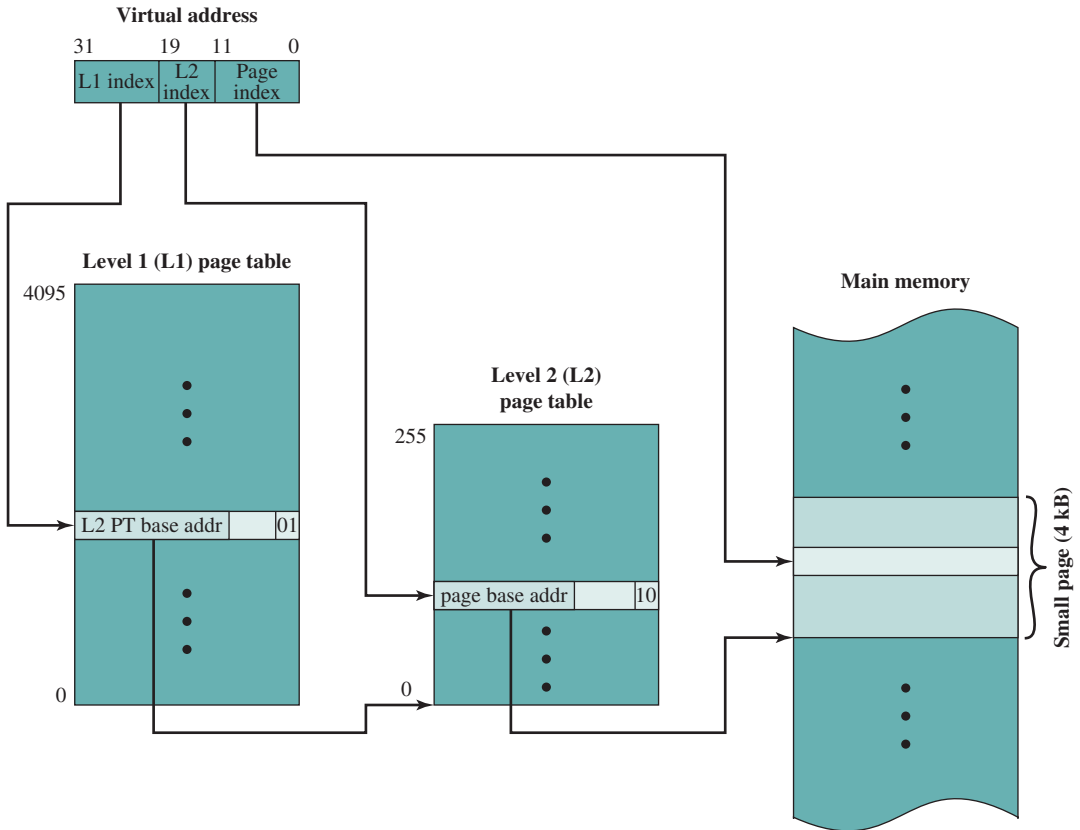 Virtual address
31 19 11 0
L1 index
L2
index
Page
index
Level 1 (L1) page table
4095
L2 PT base addr 01
0
Level 2 (L2)
page table
255
page base addr 10
0
Main memory
Small page (4 kB)